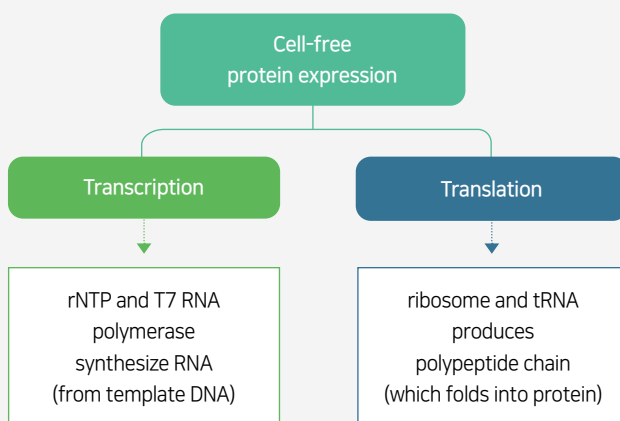 Cell-free
protein expression
Transcription
Translation
rNTP and T7 RNA
polymerase
synthesize RNA
(from template DNA)
ribosome and tRNA
produces
polypeptide chain
(which folds into protein)